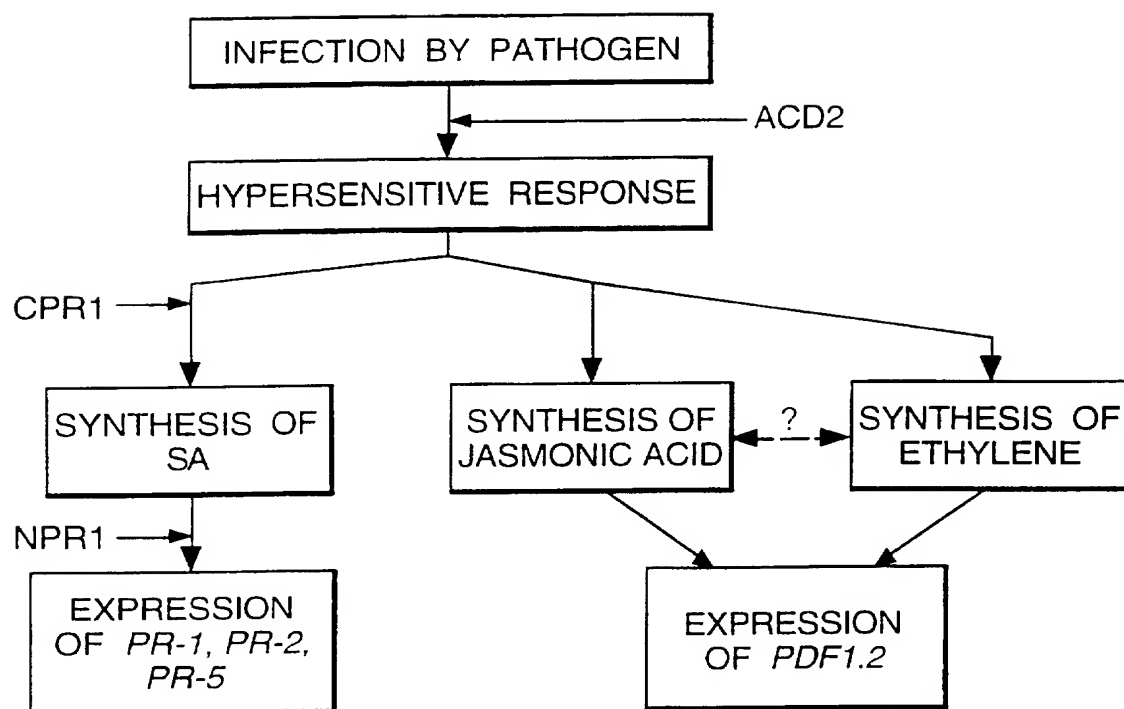 INFECTION BY PATHOGEN
ACD2
HYPERSENSITIVE RESPONSE
CPR1
SYNTHESIS OF
SA
SYNTHESIS OF
JASMONIC ACID
?
SYNTHESIS OF
ETHYLENE
NPR1
EXPRESSION
OF PR-1, PR-2,
PR-5
EXPRESSION
OF PDF1.2